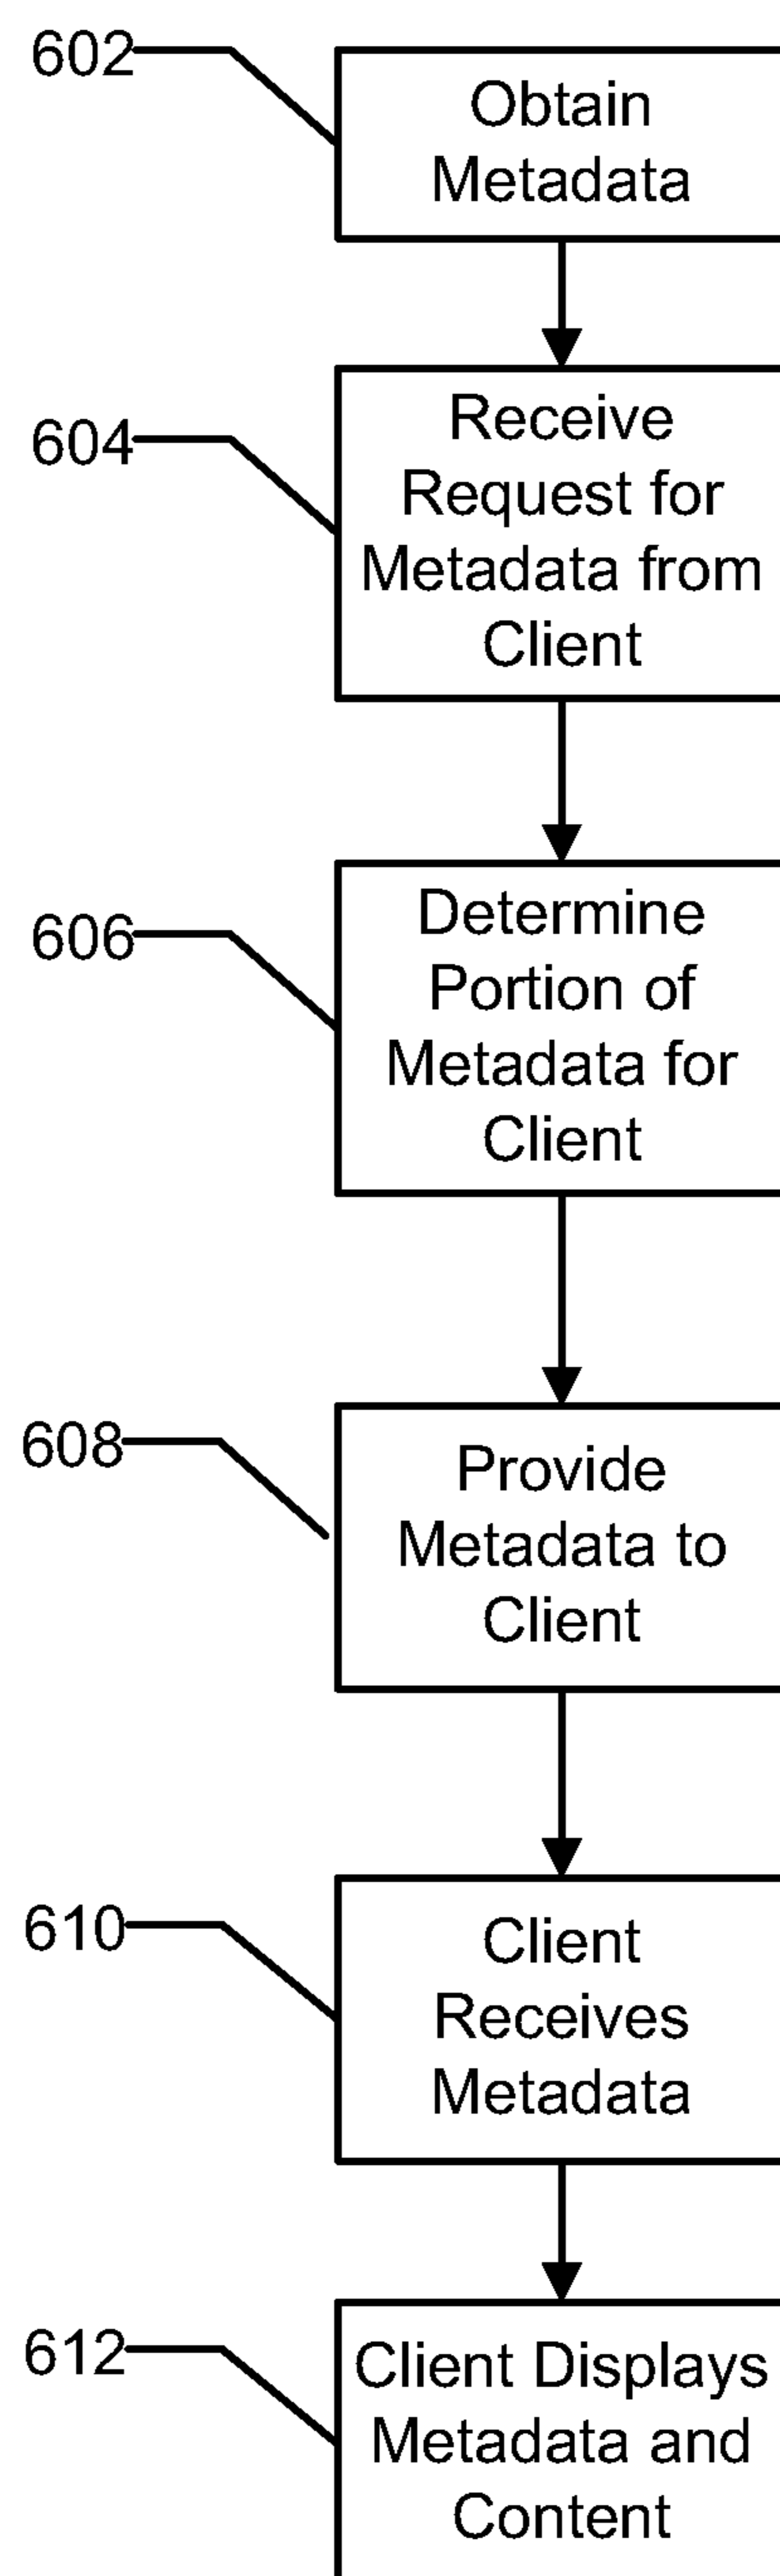 602
Obtain
Metadata
604
Receive
Request for
Metadata from
Client
606
Determine
Portion of
Metadata for
Client
608
Provide
Metadata to
Client
610
Client
Receives
Metadata
612
Client Displays
Metadata and
Content